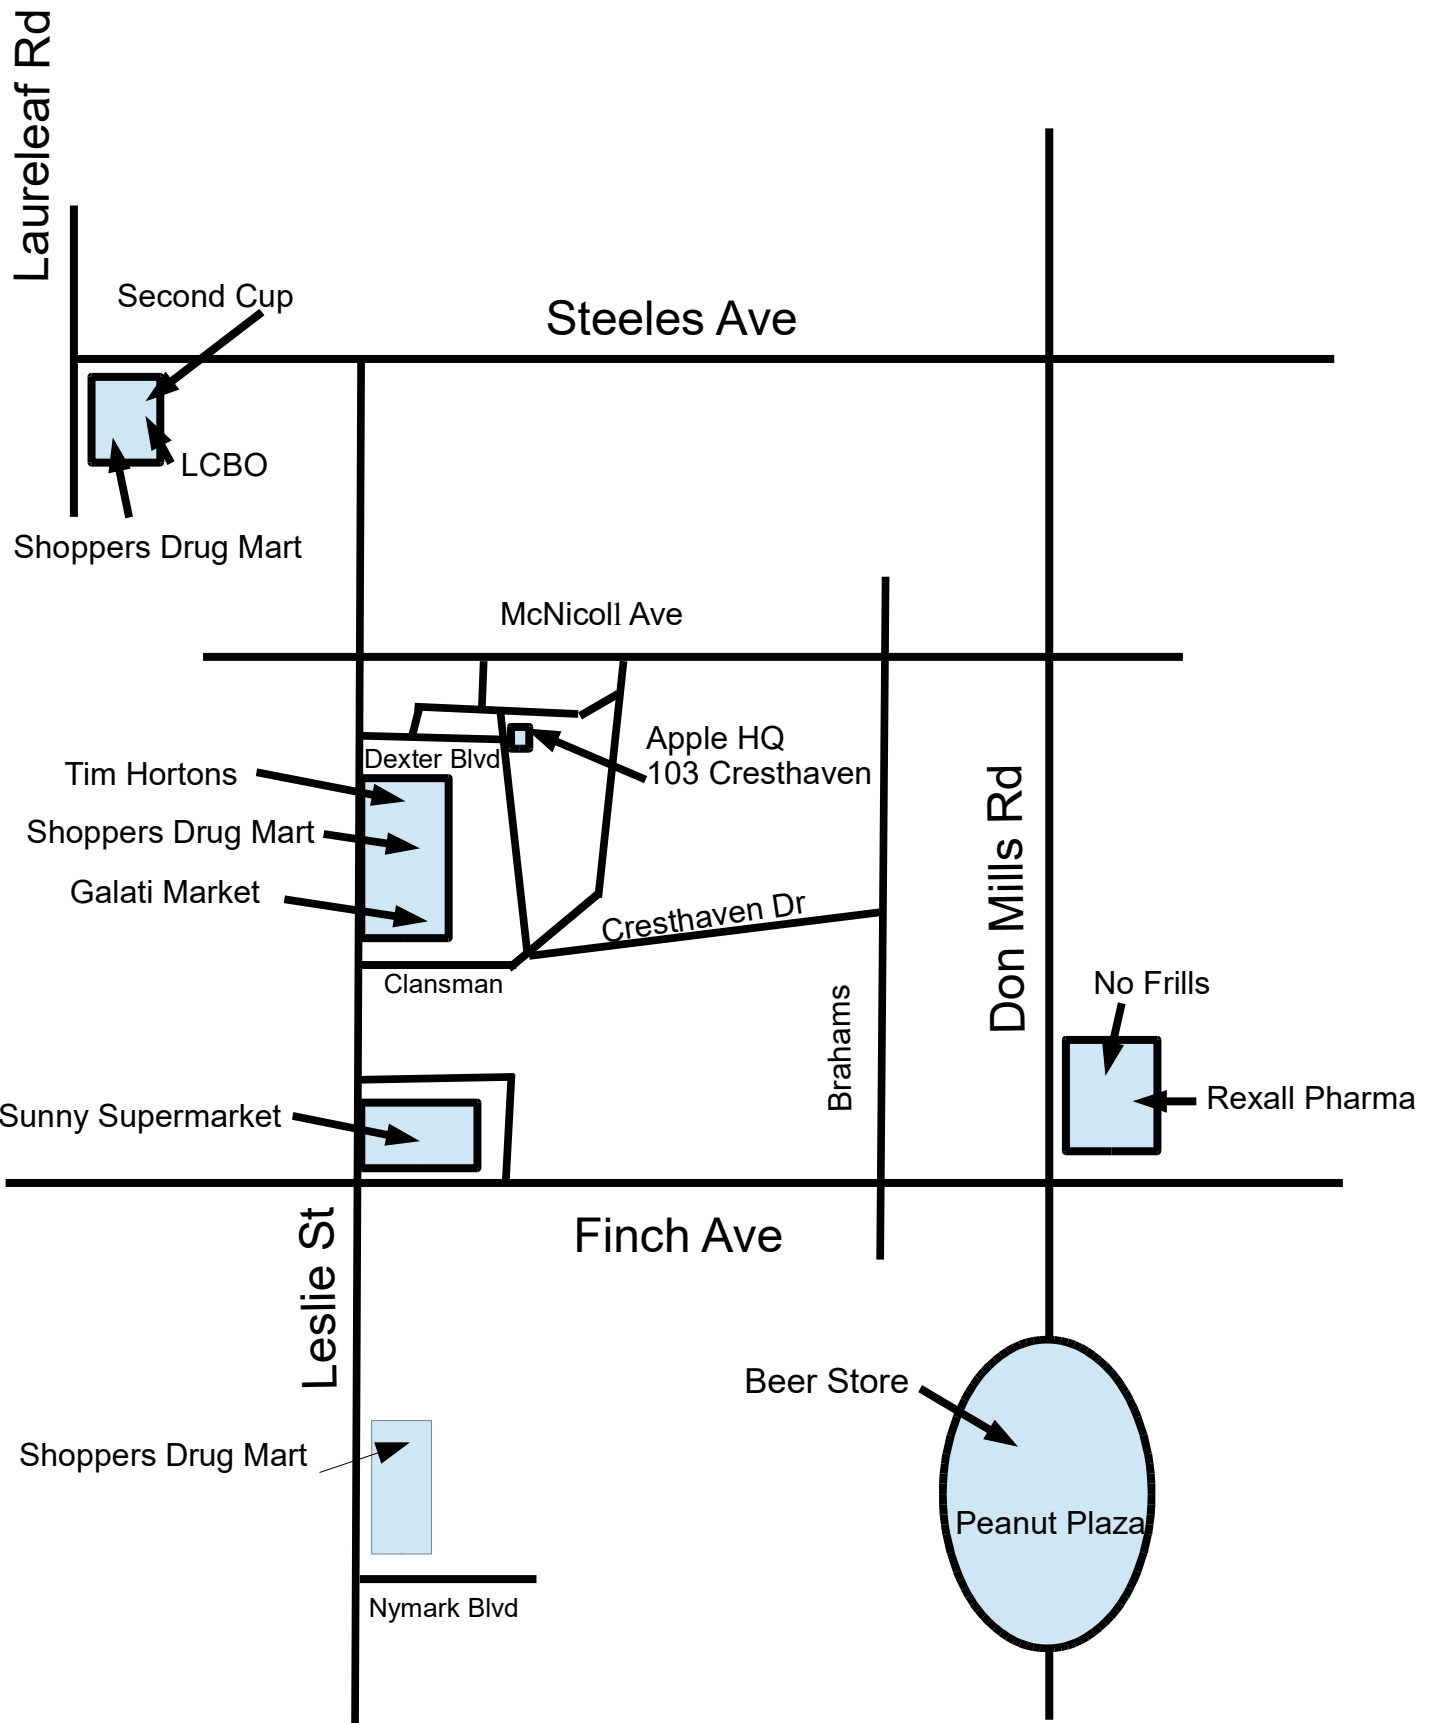 Laureleaf Rd
Second Cup
Steeles Ave
LCBO
Shoppers Drug Mart
McNicoll Ave
Apple HQ
103 Cresthaven
Dexter Blvd
Tim Hortons
Shoppers Drug Mart
Galati Market
Cresthaven Dr
Don Mills Rd
Clansman
No Frills
Brahams
Rexall Pharma
Sunny Supermarket
Finch Ave
Leslie St
Beer Store
Shoppers Drug Mart
Peanut Plaza
Nymark Blvd